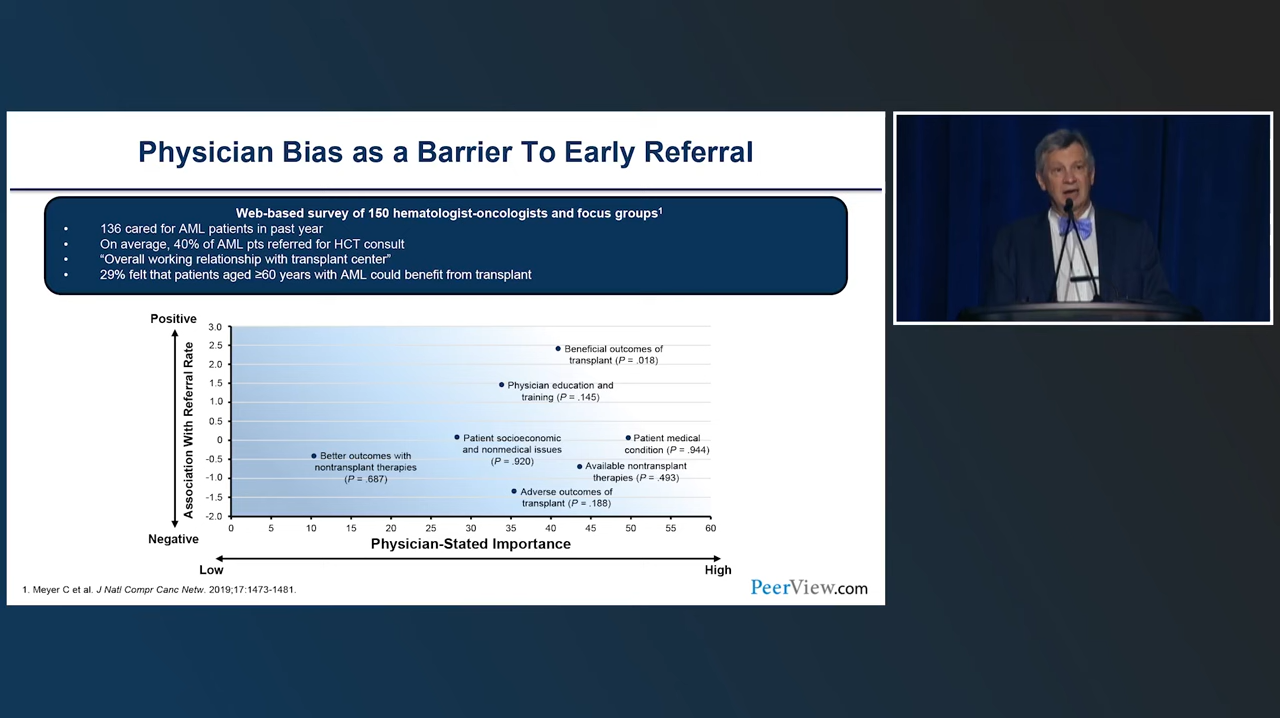 Physician Bias as a Barrier To Early Referral
Web-based survey of 150 hematologist-oncologists and focus groups1
• 136 cared for AML patients in past year
• On average, 40% of AML pts referred for HCT consult
• “Overall working relationship with transplant center”
• 29% felt that patients aged ≥60 years with AML could benefit from transplant
Positive
Association With Referral Rate
Negative
3.0
2.5
2.0
1.5
1.0
0.5
0
-0.5
-1.0
-1.5
-2.0
Beneficial outcomes of
transplant (P = .018)
Physician education and
training (P = .145)
Patient socioeconomic
and nonmedical issues
(P = .920)
Patient medical
condition (P = .944)
Better outcomes with
nontransplant therapies
(P = .687)
Available nontransplant
therapies (P = .493)
Adverse outcomes of
transplant (P = .188)
0 5 10 15 20 25 30 35 40 45 50 55 60
Physician-Stated Importance
Low High
1. Meyer C et al. J Natl Compr Canc Netw. 2019;17:1473-1481.
PeerView.com